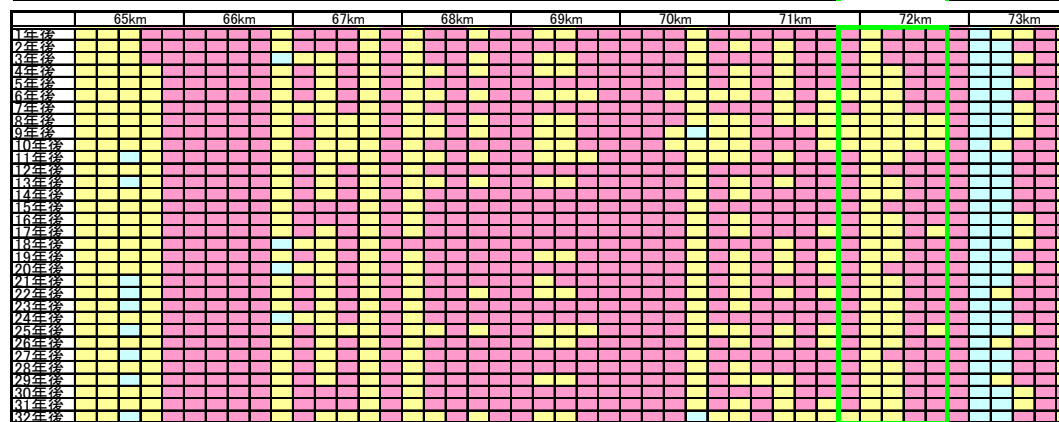 65km 66km 67km 68km 69km 70km 71km 72km 73km
1年後
2年後
3年後
4年後
5年後
6年後
7年後
8年後
9年後
10年後
11年後
12年後
13年後
14年後
15年後
16年後
17年後
18年後
19年後
20年後
21年後
22年後
23年後
24年後
25年後
26年後
27年後
28年後
29年後
30年後
31年後
32年後